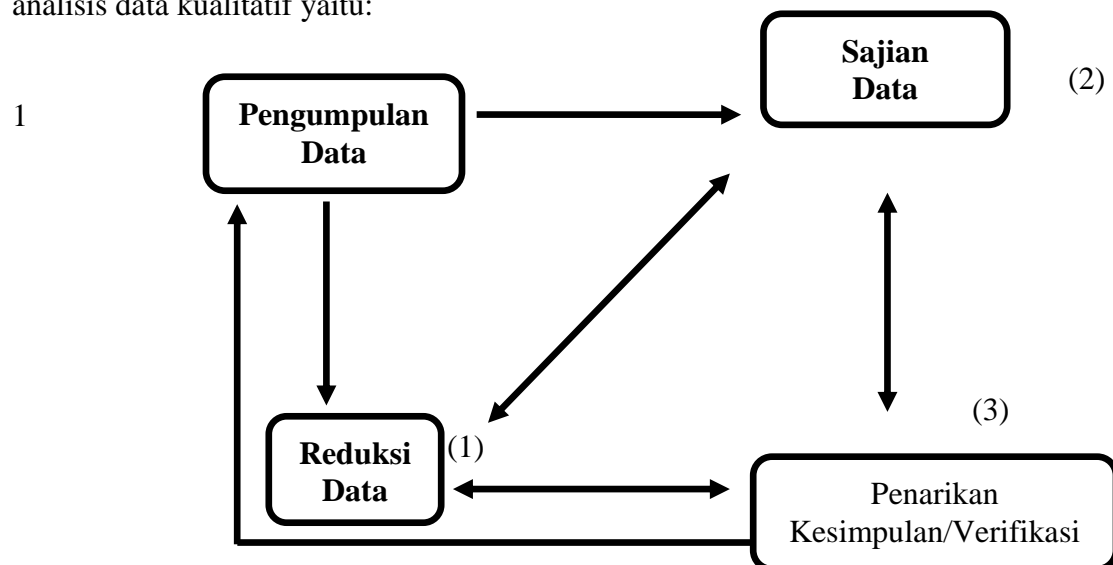 analisis data kualitatif yaitu:
Sajian
Data
(2)
1
Pengumpulan
Data
(3)
Reduksi
Data
(1)
Penarikan
Kesimpulan/Verifikasi